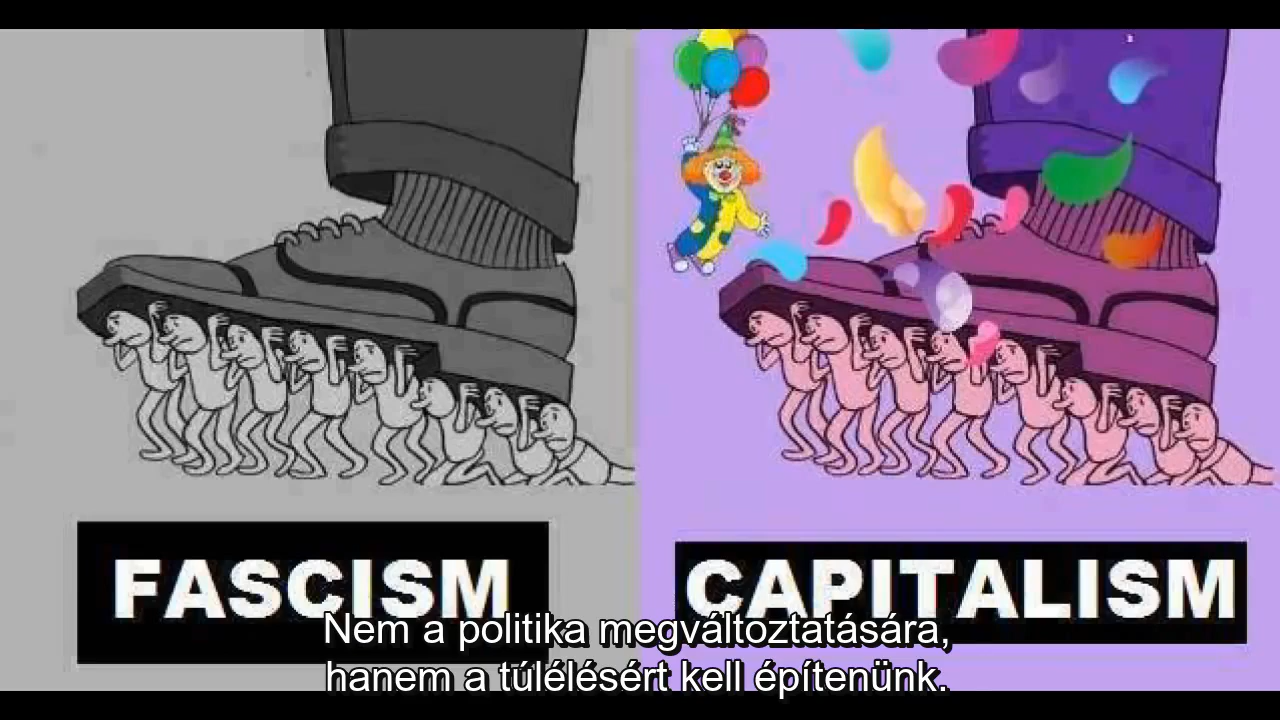 FASCISM
CAPITALISM
Nem a politika megváltoztatására,
hanem a túlélésért kell építenünk.